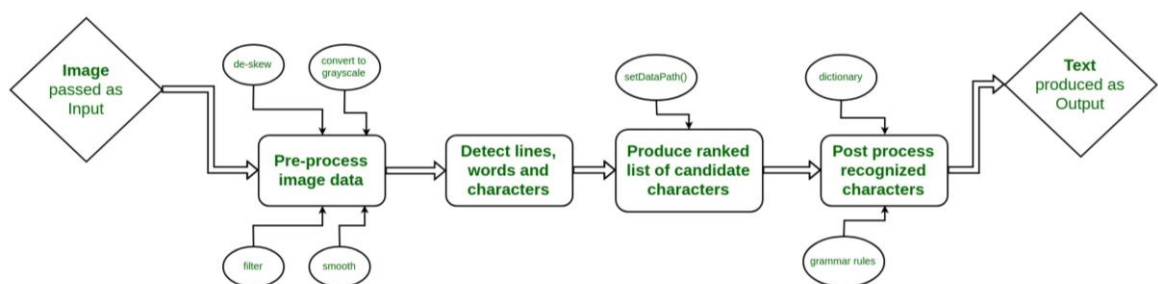 Image
passed as
Input
de-skew
convert to
grayscale
Pre-process
image data
filter
smooth
Detect lines,
words and
characters
setDataPath()
Produce ranked
list of candidate
characters
dictionary
Post process
recognized
characters
grammar rules
Text
produced as
Output